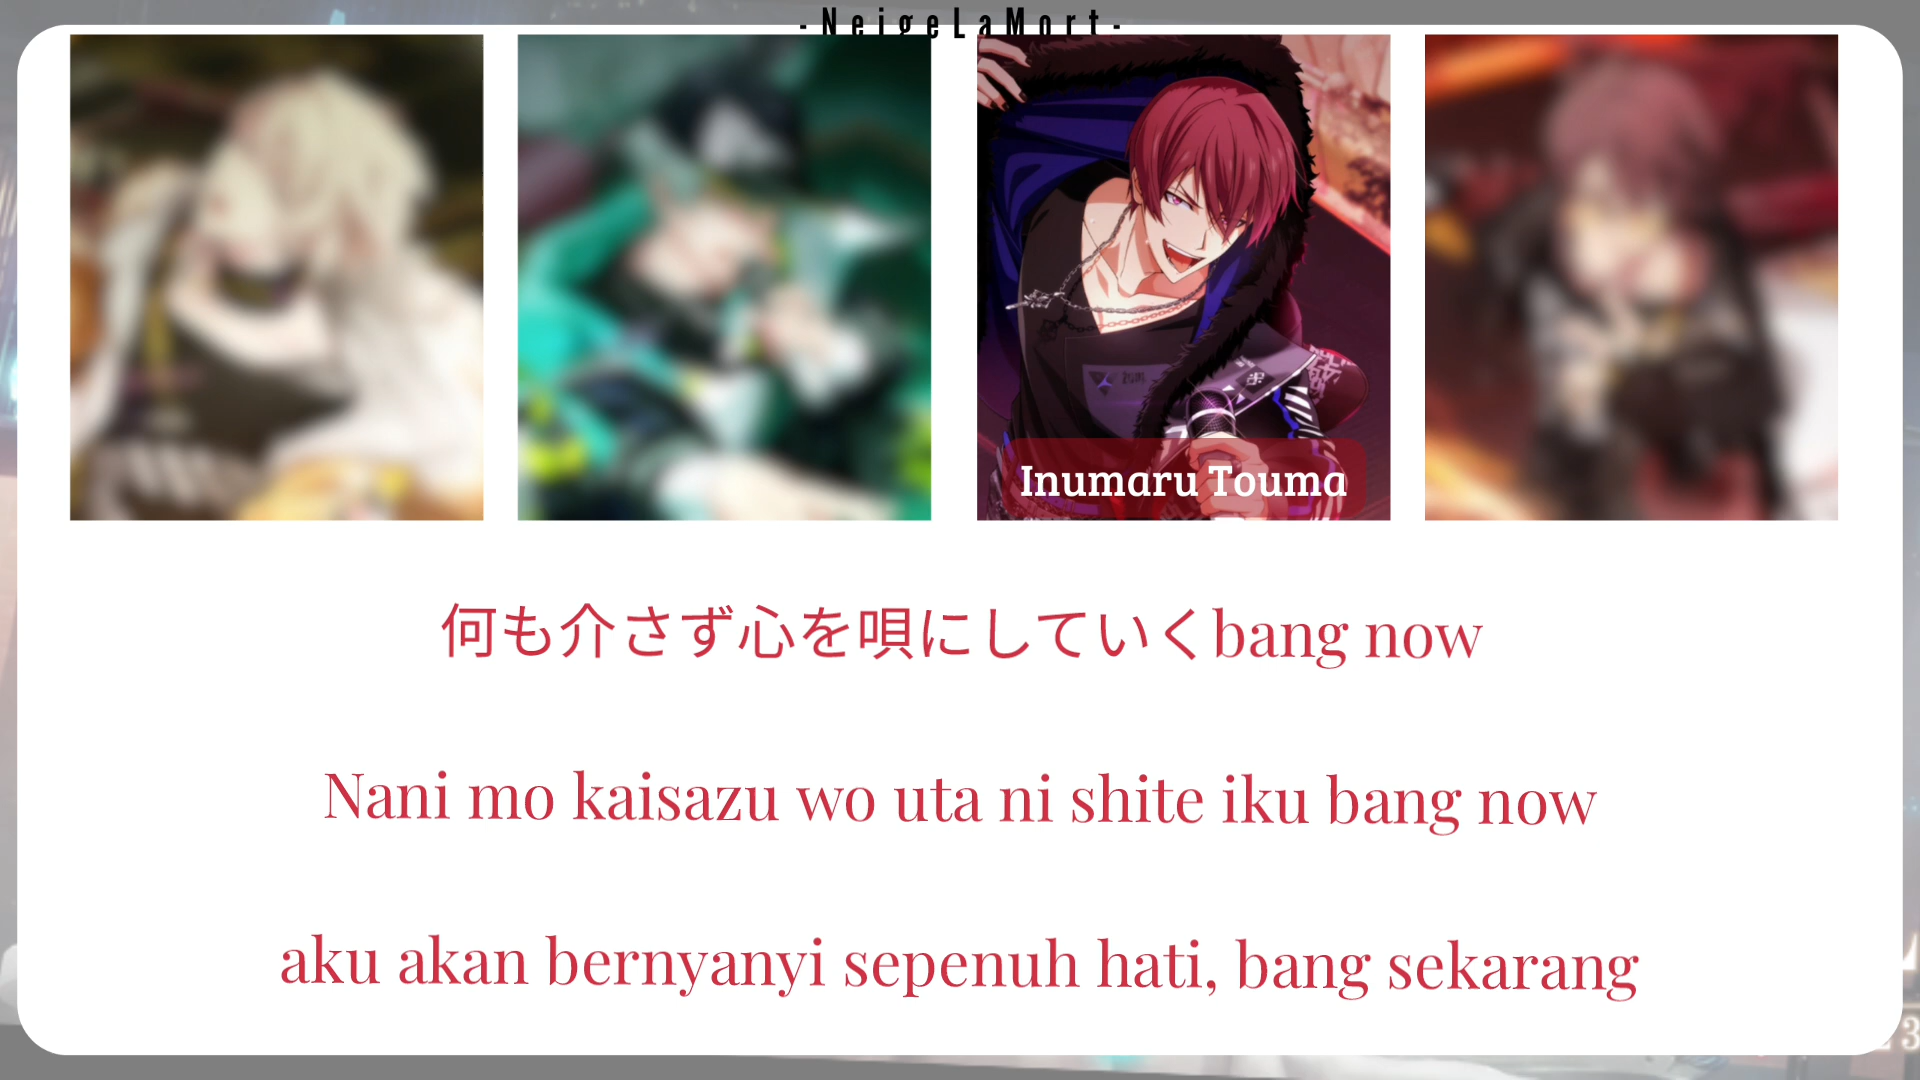 -NeigeLaMort-
Inumaru Touma
何も介さず心を唄にしていくbang now
Nani mo kaisazu wo uta ni shite iku bang now
aku akan bernyanyi sepenuh hati, bang sekarang